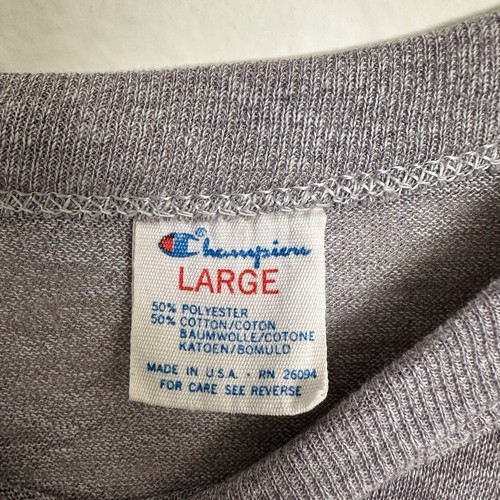 Champion
LARGE
50% POLYESTER
50% COTTON/COTON
BAUMWOLLE/COTONE
KATOEN/BOMULD
MADE IN U.S.A. · RN 26094
FOR CARE SEE REVERSE